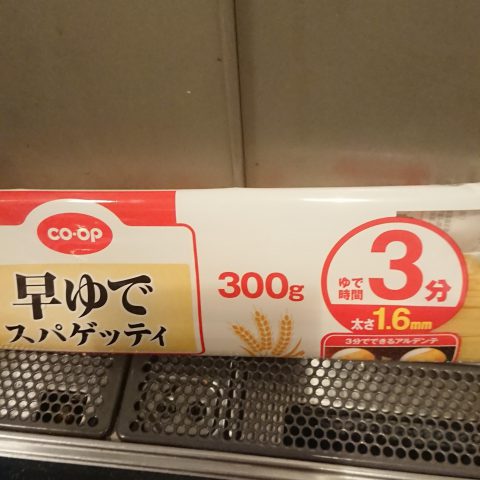 CO·OP
早ゆで
スパゲッティ
300g
ゆで時間 3分
太さ1.6mm
3分でできるアルデンテ